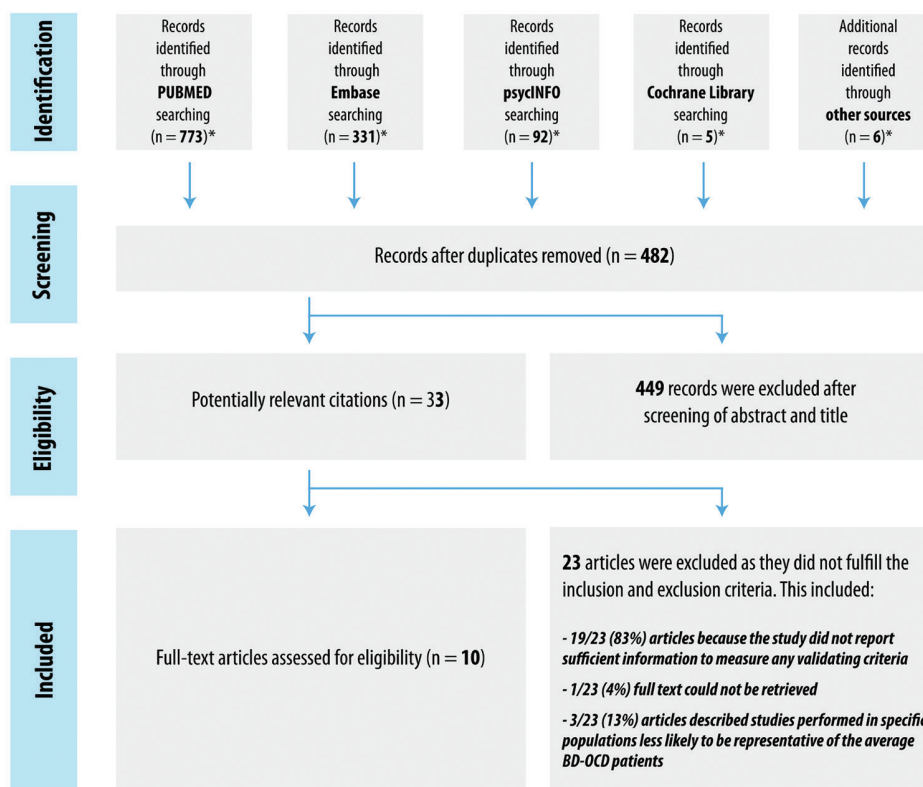 Identification
Records
identified
through
PUBMED
searching
(n = 773)*
Records
identified
through
Embase
searching
(n = 331)*
Records
identified
through
psycINFO
searching
(n = 92)*
Records
identified
through
Cochrane Library
searching
(n = 5)*
Additional
records
identified
through
other sources
(n = 6)*
Screening
Records after duplicates removed (n = 482)
Eligibility
Potentially relevant citations (n = 33)
449 records were excluded after
screening of abstract and title
Included
Full-text articles assessed for eligibility (n = 10)
23 articles were excluded as they did not fulfill the
inclusion and exclusion criteria. This included:
- 19/23 (83%) articles because the study did not report
sufficient information to measure any validating criteria
- 1/23 (4%) full text could not be retrieved
- 3/23 (13%) articles described studies performed in specific
populations less likely to be representative of the average
BD-OCD patients